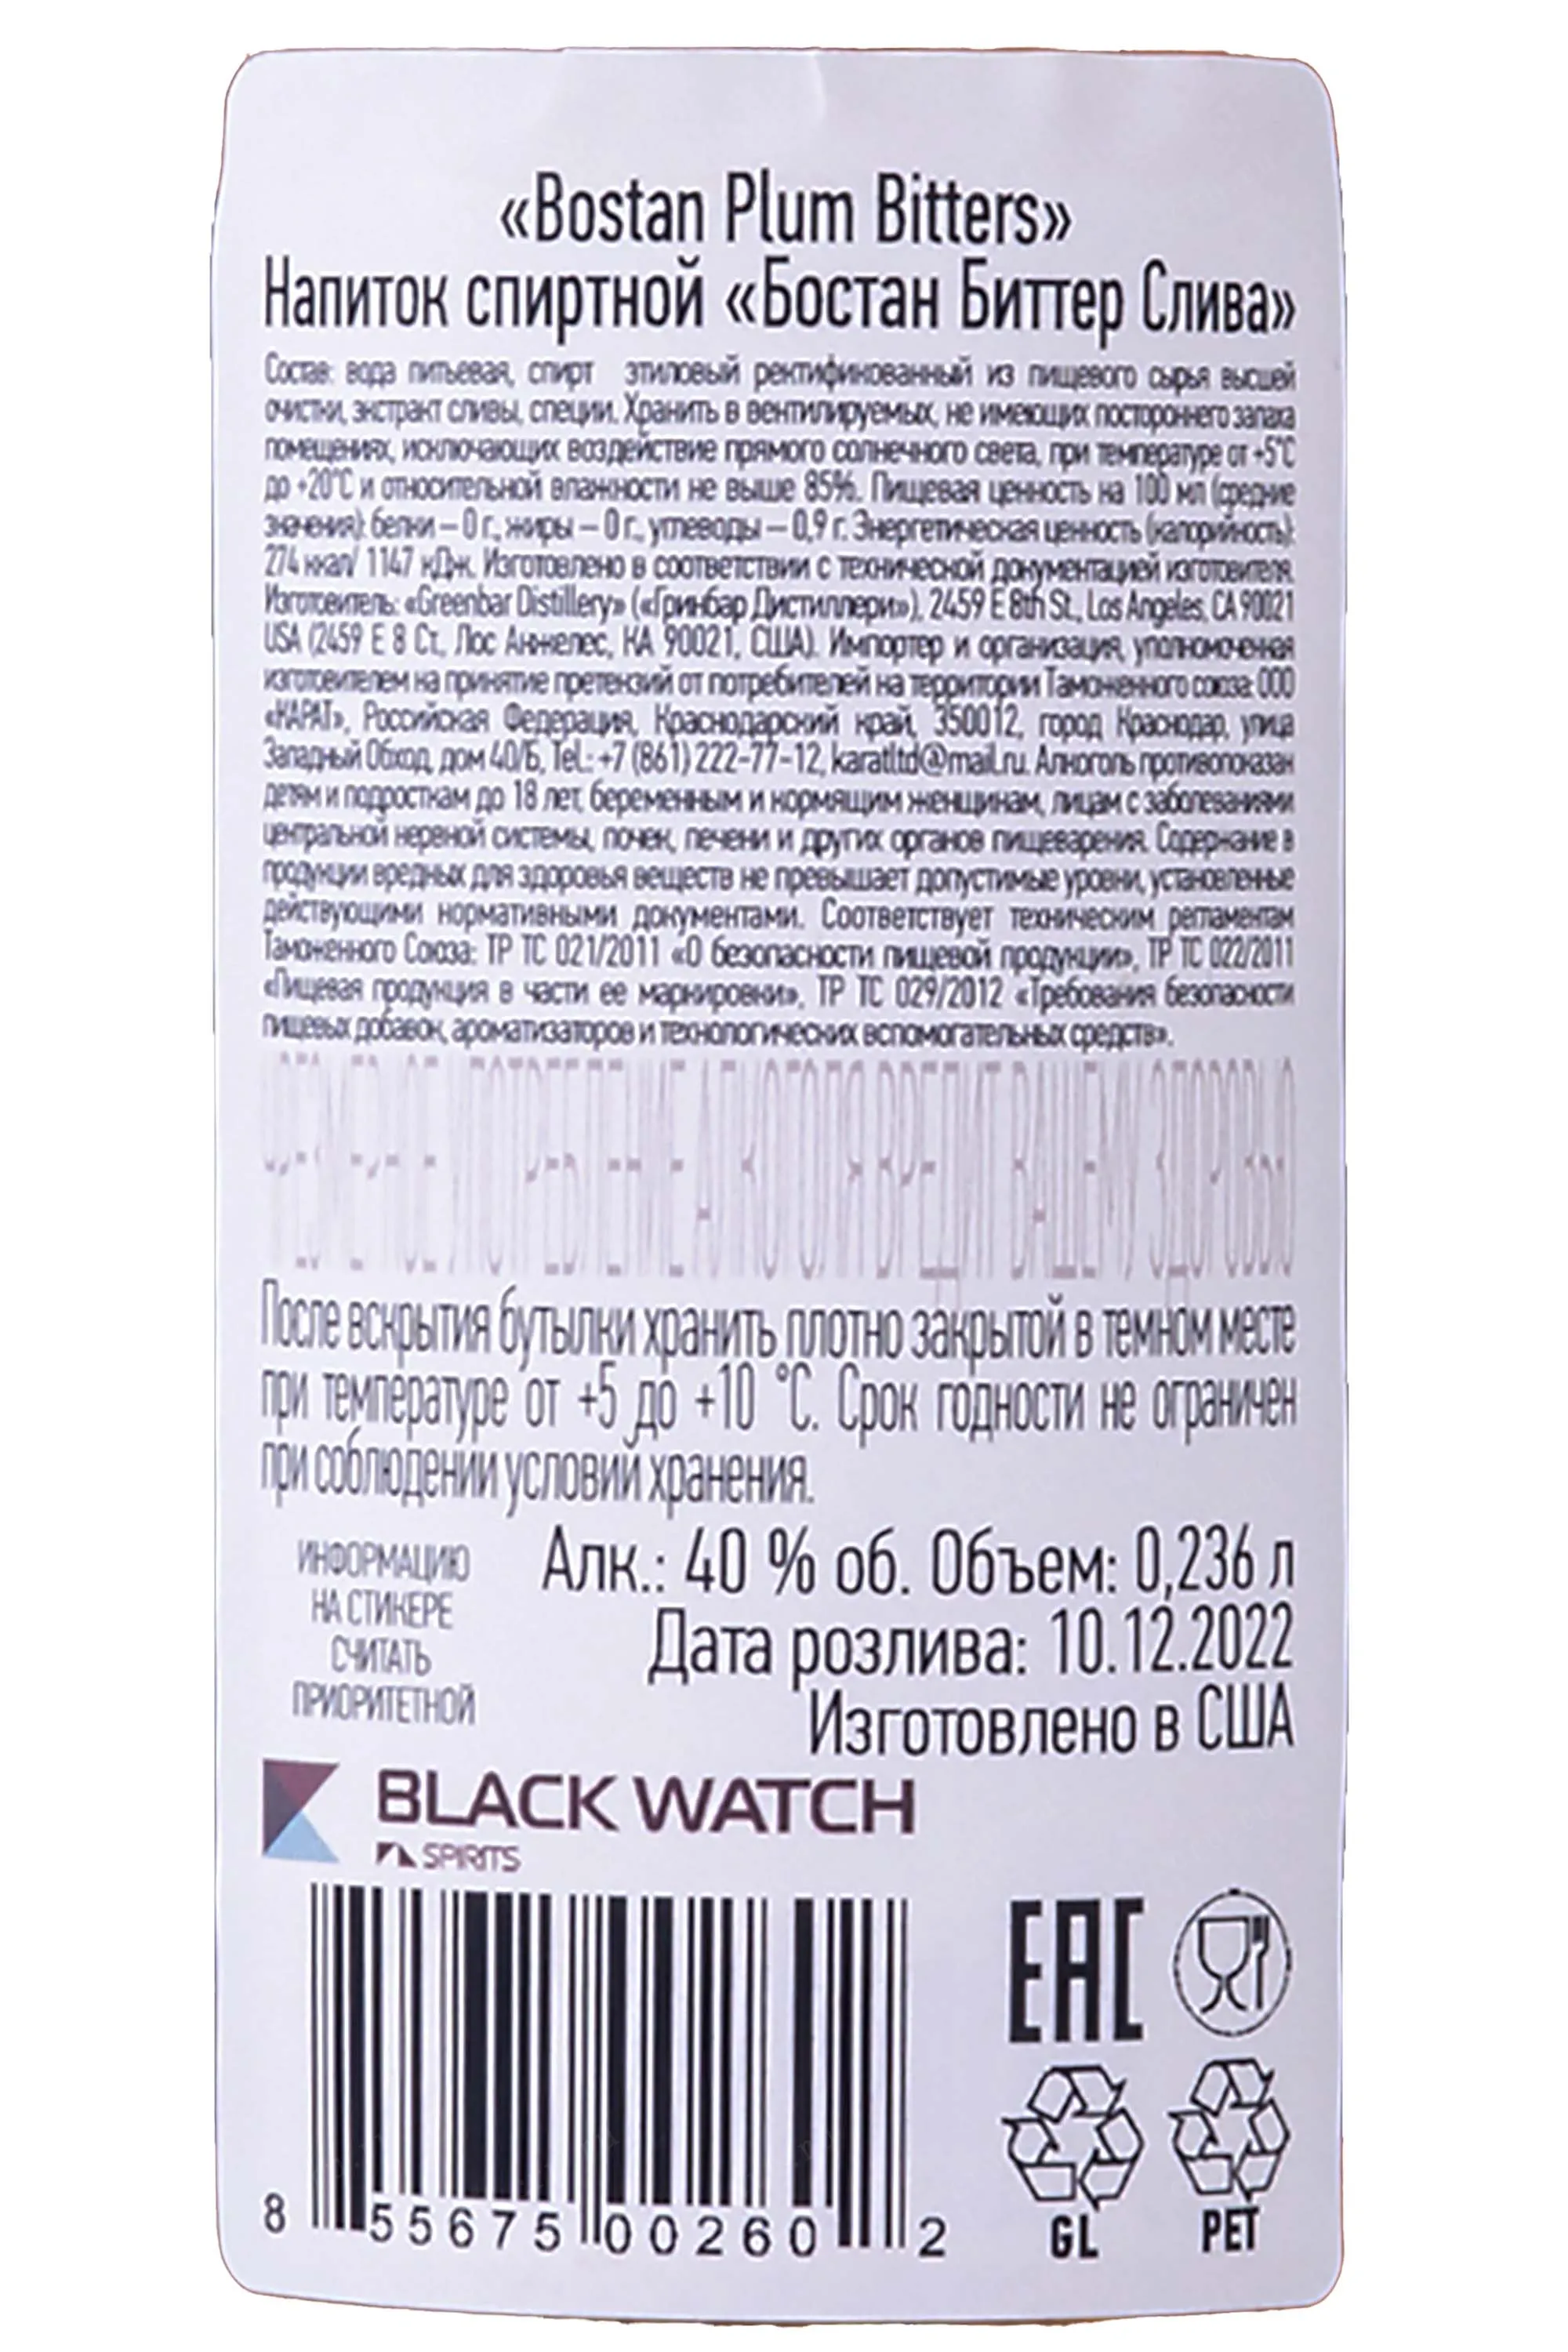 «Bostan Plum Bitters»
Напиток спиртной «Бостан Биттер Слива»
Состав: вода питьевая, спирт этиловый ректификованный из пищевого сырья высшей
очистки, экстракт сливы, специи. Хранить в вентилируемых, не имеющих постороннего запаха
помещениях, исключающих воздействие прямого солнечного света, при температуре от +5°С
до +20°С и относительной влажности не выше 85%. Пищевая ценность на 100 мл (средние
значения): белки – 0 г., жиры – 0 г., углеводы – 0,9 г. Энергетическая ценность (калорийность):
274 ккал/ 1147 кДж. Изготовлено в соответствии с технической документацией изготовителя.
Изготовитель: «Greenbar Distillery» («Гринбар Дистиллери»), 2459 E 8th St., Los Angeles, CA 90021
USA (2459 Е 8 Ст., Лос Анжелес, КА 90021, США). Импортер и организация, уполномоченная
изготовителем на принятие претензий от потребителей на территории Таможенного союза: ООО
«КАРАТ», Российская Федерация, Краснодарский край, 350012, город Краснодар, улица
Западный Обход, дом 40/Б, Tel.: +7 (861) 222-77-12, karatltd@mail.ru. Алкоголь противопоказан
детям и подросткам до 18 лет, беременным и кормящим женщинам, лицам с заболеваниями
центральной нервной системы, почек, печени и других органов пищеварения. Содержание в
продукции вредных для здоровья веществ не превышает допустимые уровни, установленные
действующими нормативными документами. Соответствует техническим регламентам
Таможенного Союза: ТР ТС 021/2011 «О безопасности пищевой продукции», ТР ТС 022/2011
«Пищевая продукция в части ее маркировки», ТР ТС 029/2012 «Требования безопасности
пищевых добавок, ароматизаторов и технологических вспомогательных средств».
ЧРЕЗМЕРНОЕ УПОТРЕБЛЕНИЕ АЛКОГОЛЯ ВРЕДИТ ВАШЕМУ ЗДОРОВЬЮ
После вскрытия бутылки хранить плотно закрытой в темном месте
при температуре от +5 до +10 °С. Срок годности не ограничен
при соблюдении условий хранения.
ИНФОРМАЦИЮ
НА СТИКЕРЕ
СЧИТАТЬ
ПРИОРИТЕТНОЙ
Алк.: 40 % об. Объем: 0,236 л
Дата розлива: 10.12.2022
Изготовлено в США
BLACK WATCH
SPIRITS
EAC
8 55675 00260 2
GL
PET